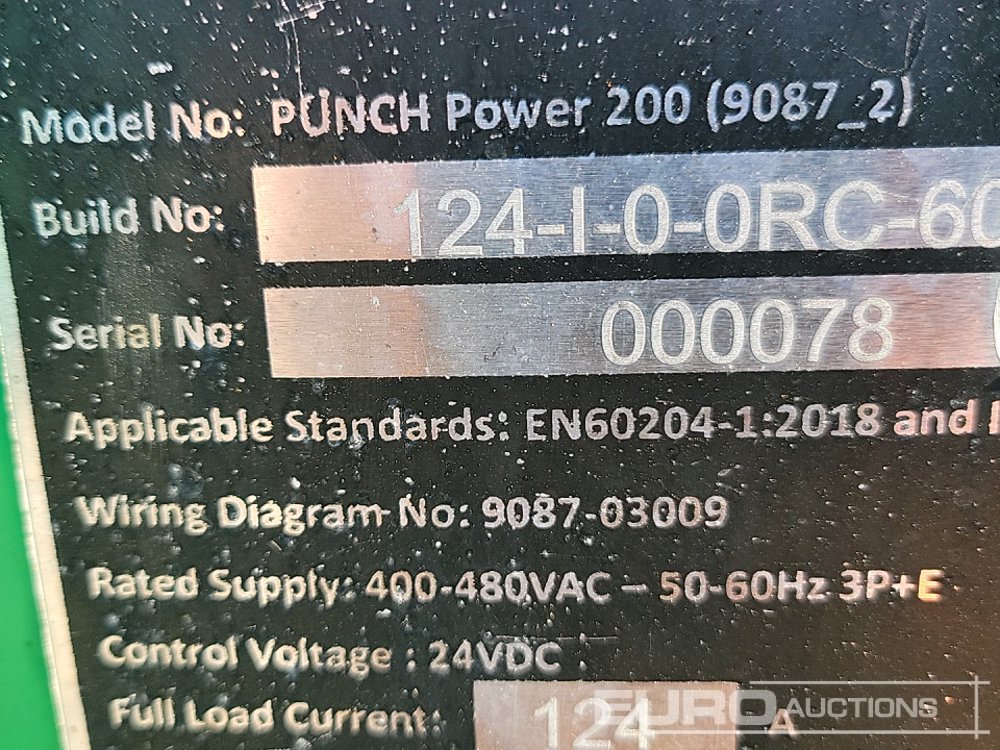 Model No: PUNCH Power 200 (9087_2)
Build No: 124-I-0-0RC-60
Serial No: 000078
Applicable Standards: EN60204-1:2018 and
Wiring Diagram No: 9087-03009
Rated Supply: 400-480VAC – 50-60Hz 3P+E
Control Voltage : 24VDC
Full Load Current: 124 A
EURO AUCTIONS